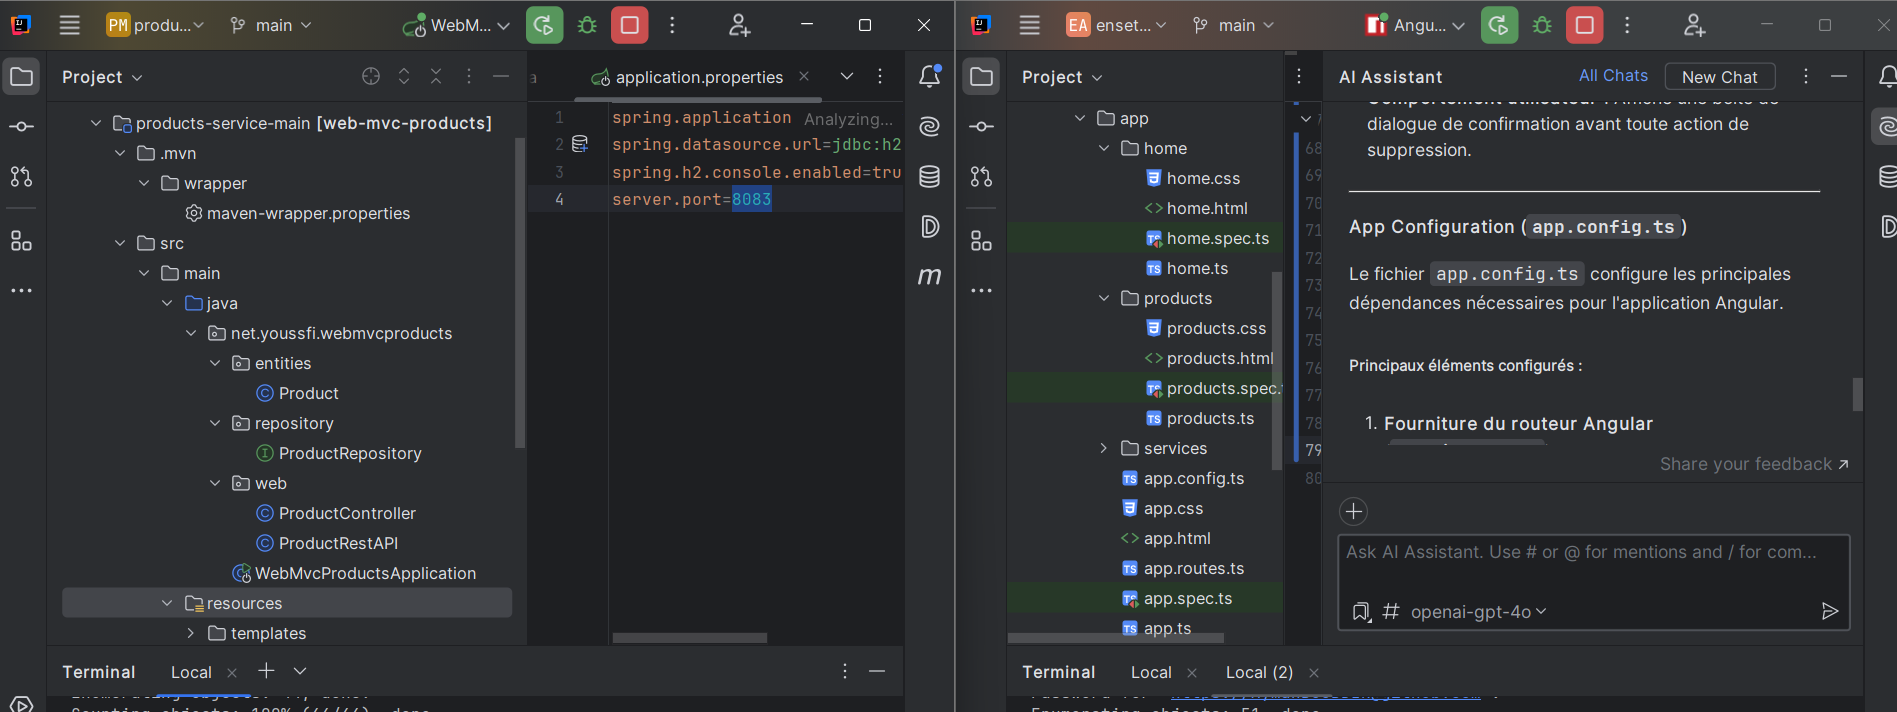 PM produ...
main
WebM...
Project
a
application.properties
products-service-main [web-mvc-products]
.mvn
wrapper
maven-wrapper.properties
src
main
java
net.youssfi.webmvcproducts
entities
Product
repository
ProductRepository
web
ProductController
ProductRestAPI
WebMvcProductsApplication
resources
templates
1 spring.application Analyzing...
2 spring.datasource.url=jdbc:h2
3 spring.h2.console.enabled=tru
4 server.port=8083
m
Terminal
Local
EA enset...
main
Angu...
Project
app
home
home.css
home.html
home.spec.ts
home.ts
products
products.css
products.html
products.spec.
products.ts
services
app.config.ts
app.css
app.html
app.routes.ts
app.spec.ts
app.ts
68
69
70
71
72
73
74
75
76
77
78
79
80
AI Assistant
All Chats
New Chat
dialogue de confirmation avant toute action de
suppression.
App Configuration (app.config.ts)
Le fichier app.config.ts configure les principales
dépendances nécessaires pour l'application Angular.
Principaux éléments configurés :
1. Fourniture du routeur Angular
Share your feedback
Ask AI Assistant. Use # or @ for mentions and / for com...
openai-gpt-4o
Terminal
Local
Local (2)